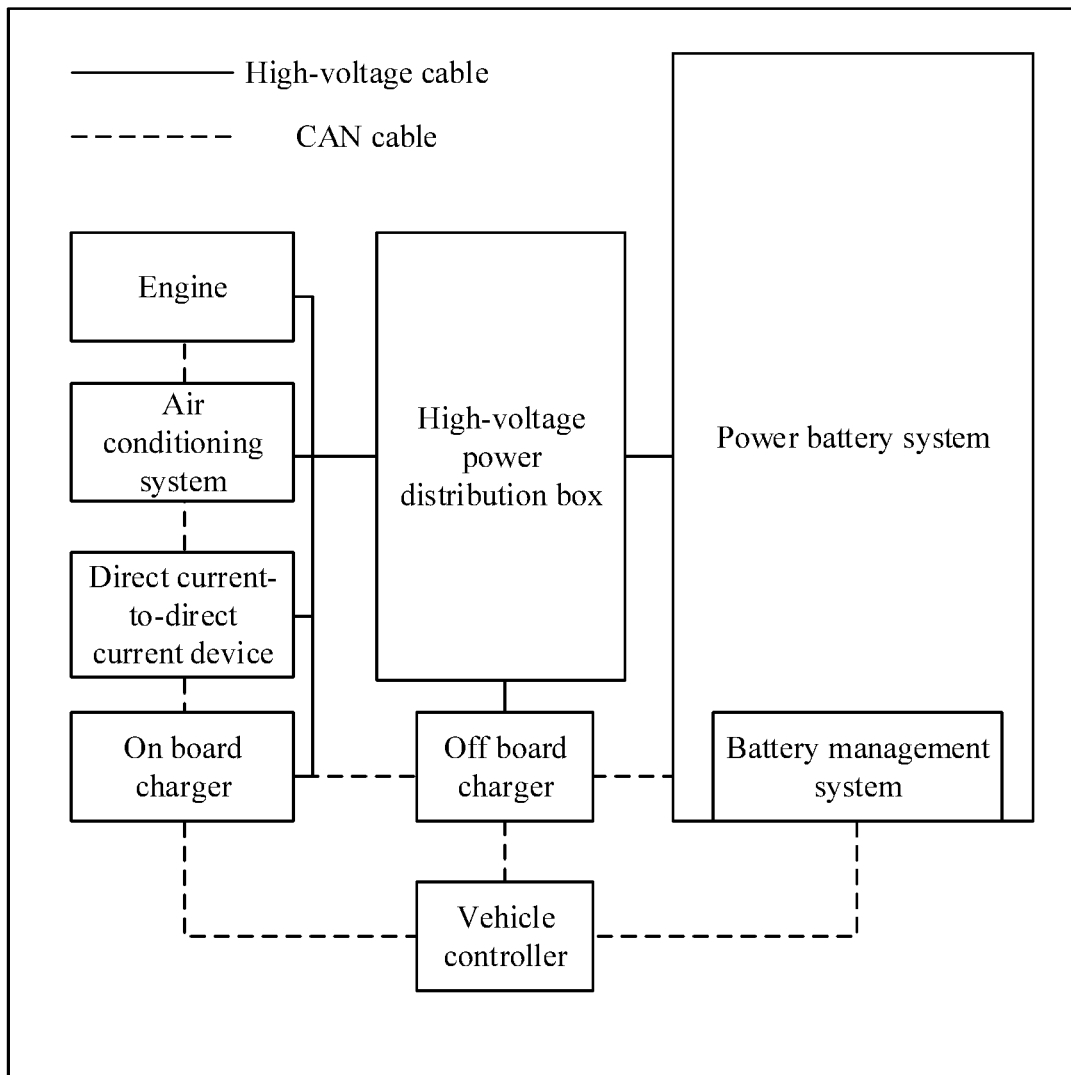 High-voltage cable
CAN cable
Engine
Air
conditioning
system
Direct current-
to-direct
current device
On board
charger
High-voltage
power
distribution box
Off board
charger
Vehicle
controller
Power battery system
Battery management
system